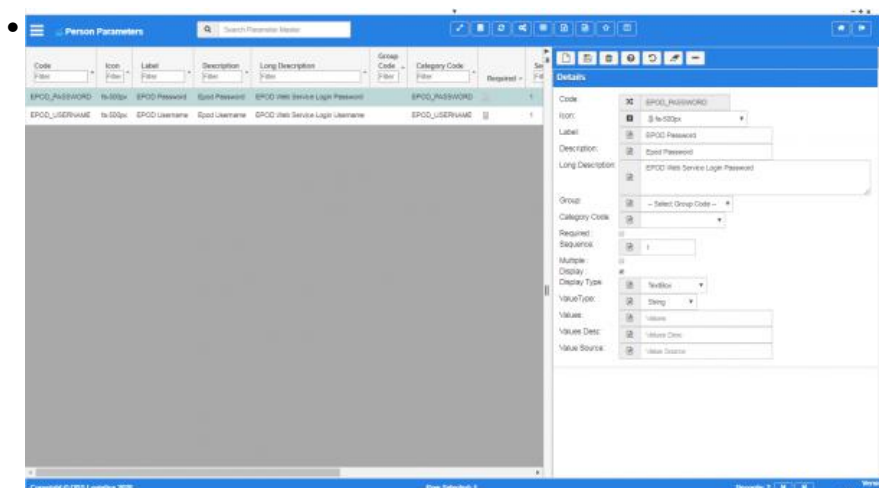 Person Parameters
Search Parameter Master
Code Icon Label Description Long Description Group Code Category Code Required
Filter Filter Filter Filter Filter Filter Filter
EPOD_PASSWORD fa-500px EPOD Password Epod Password EPOD Web Service Login Password EPOD_PASSWORD 1
EPOD_USERNAME fa-500px EPOD Username Epod Username EPOD Web Service Login Username EPOD_USERNAME 1
Details
Code EPOD_PASSWORD
Icon: fa-500px
Label: EPOD Password
Description: Epod Password
Long Description: EPOD Web Service Login Password
Group: -- Select Group Code --
Category Code:
Required:
Sequence: 1
Multiple
Display
Display Type: TextBox
ValueType: String
Values: Values
Values Desc: Values Desc
Value Source: Value Source